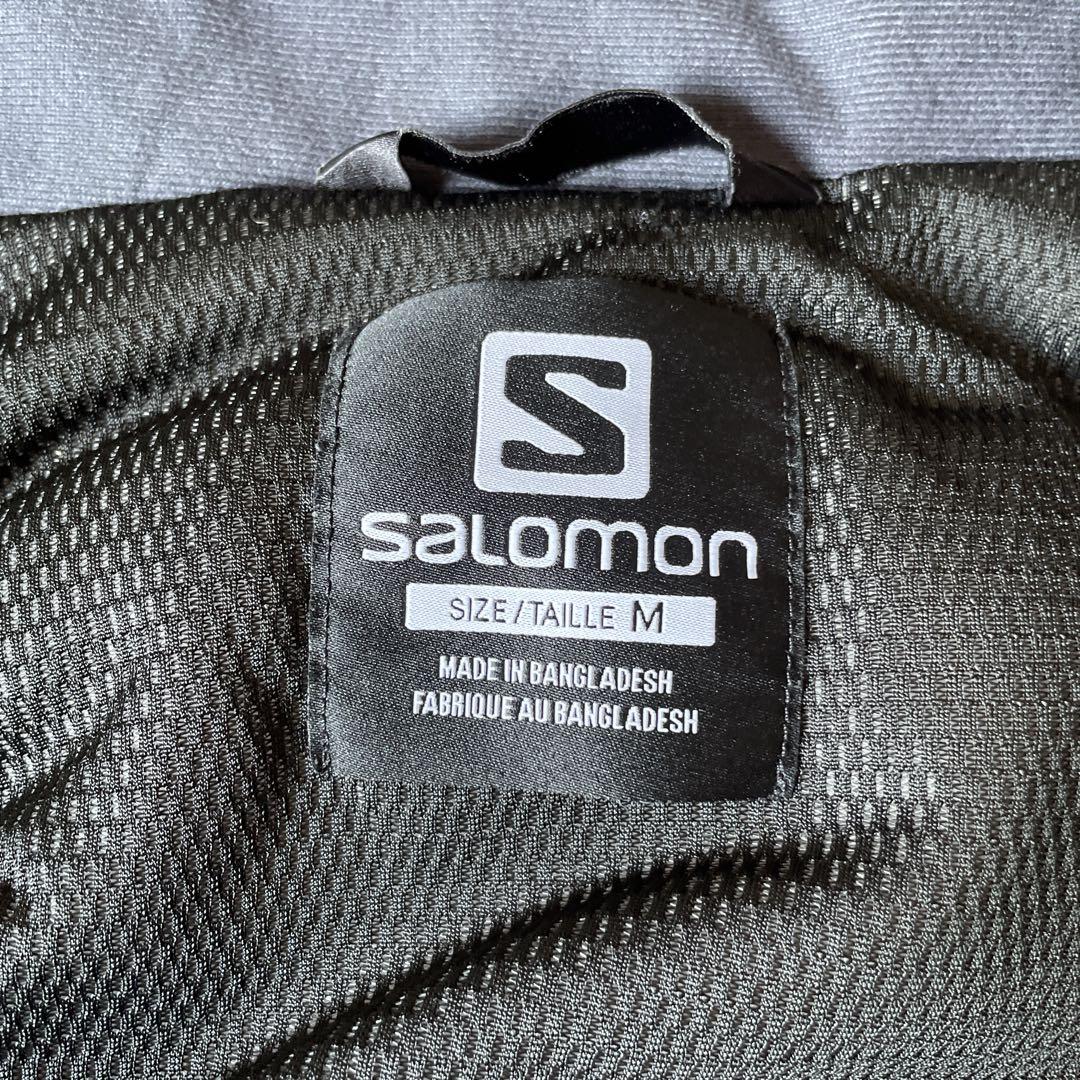 S
salomon
SIZE/TAILLE M
MADE IN BANGLADESH
FABRIQUE AU BANGLADESH